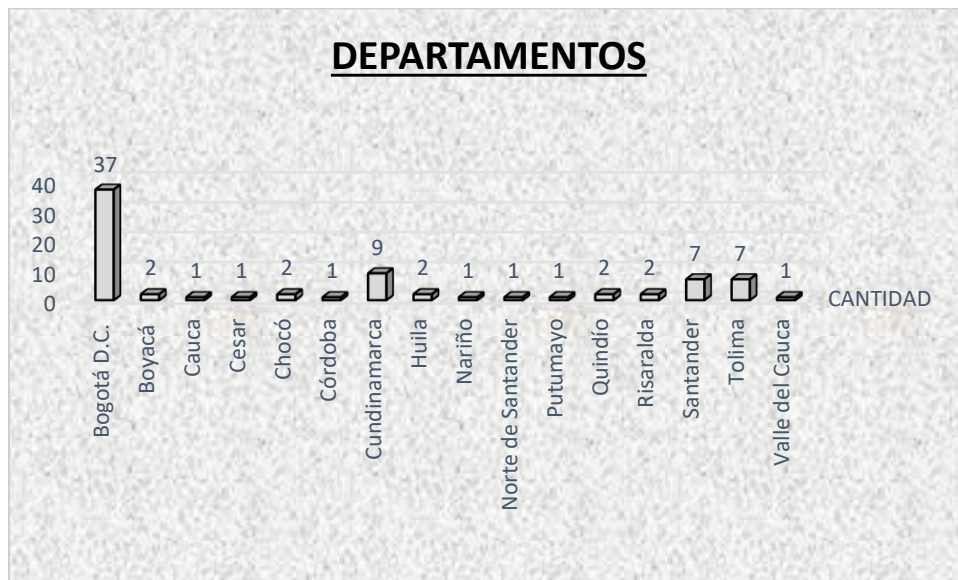 DEPARTAMENTOS
37
2
1
1
2
1
9
2
1
1
1
2
2
7
7
1
40
30
20
10
0
CANTIDAD
Bogotá D.C.
Boyacá
Cauca
Cesar
Chocó
Córdoba
Cundinamarca
Huila
Nariño
Norte de Santander
Putumayo
Quindío
Risaralda
Santander
Tolima
Valle del Cauca